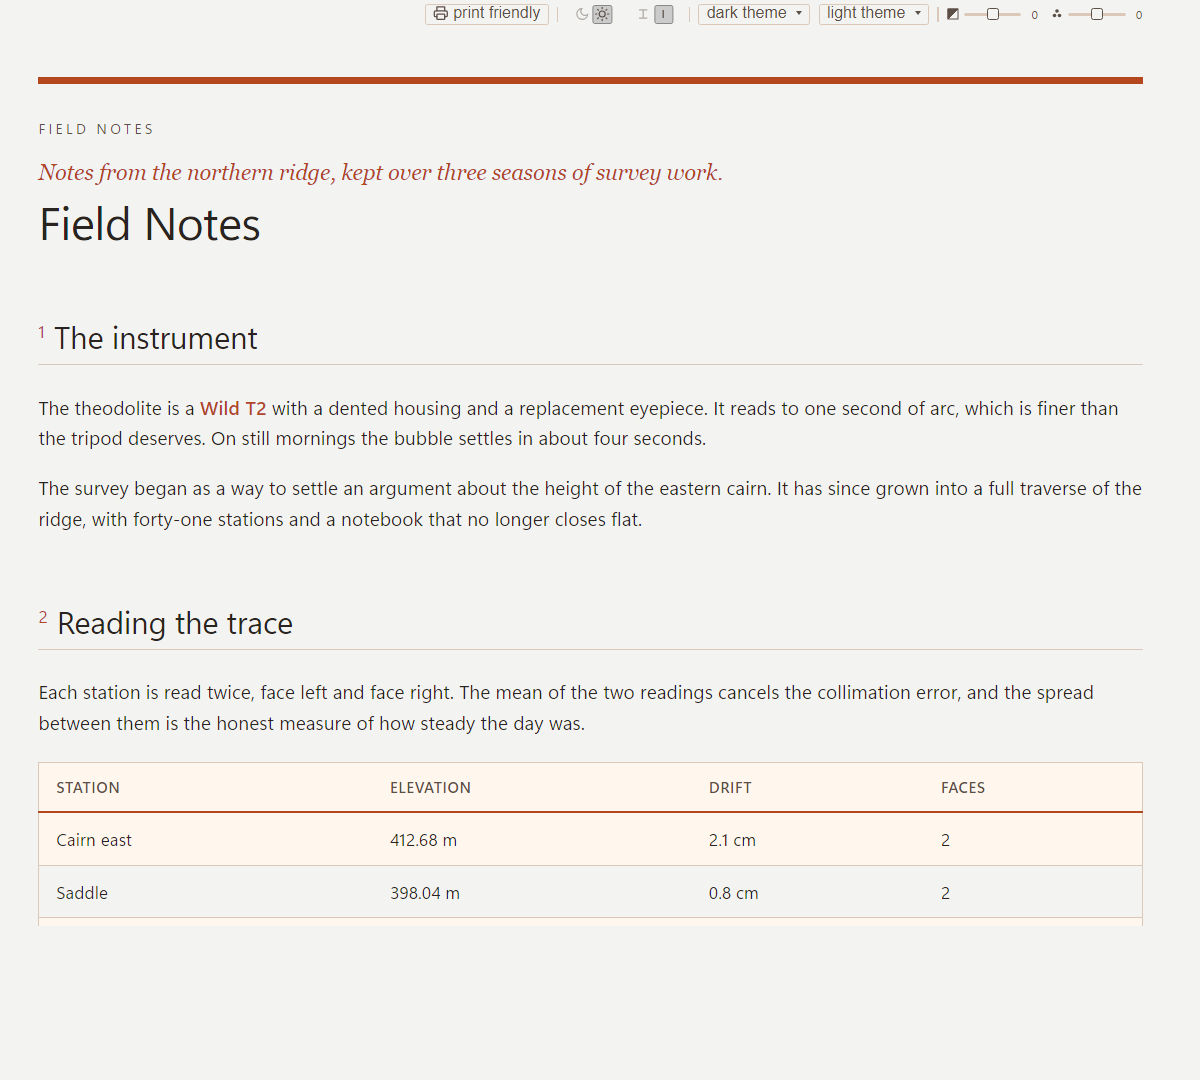 print friendly dark theme light theme 0 0
FIELD NOTES
Notes from the northern ridge, kept over three seasons of survey work.
Field Notes
1 The instrument
The theodolite is a Wild T2 with a dented housing and a replacement eyepiece. It reads to one second of arc, which is finer than
the tripod deserves. On still mornings the bubble settles in about four seconds.
The survey began as a way to settle an argument about the height of the eastern cairn. It has since grown into a full traverse of the
ridge, with forty-one stations and a notebook that no longer closes flat.
2 Reading the trace
Each station is read twice, face left and face right. The mean of the two readings cancels the collimation error, and the spread
between them is the honest measure of how steady the day was.
STATION ELEVATION DRIFT FACES
Cairn east 412.68 m 2.1 cm 2
Saddle 398.04 m 0.8 cm 2